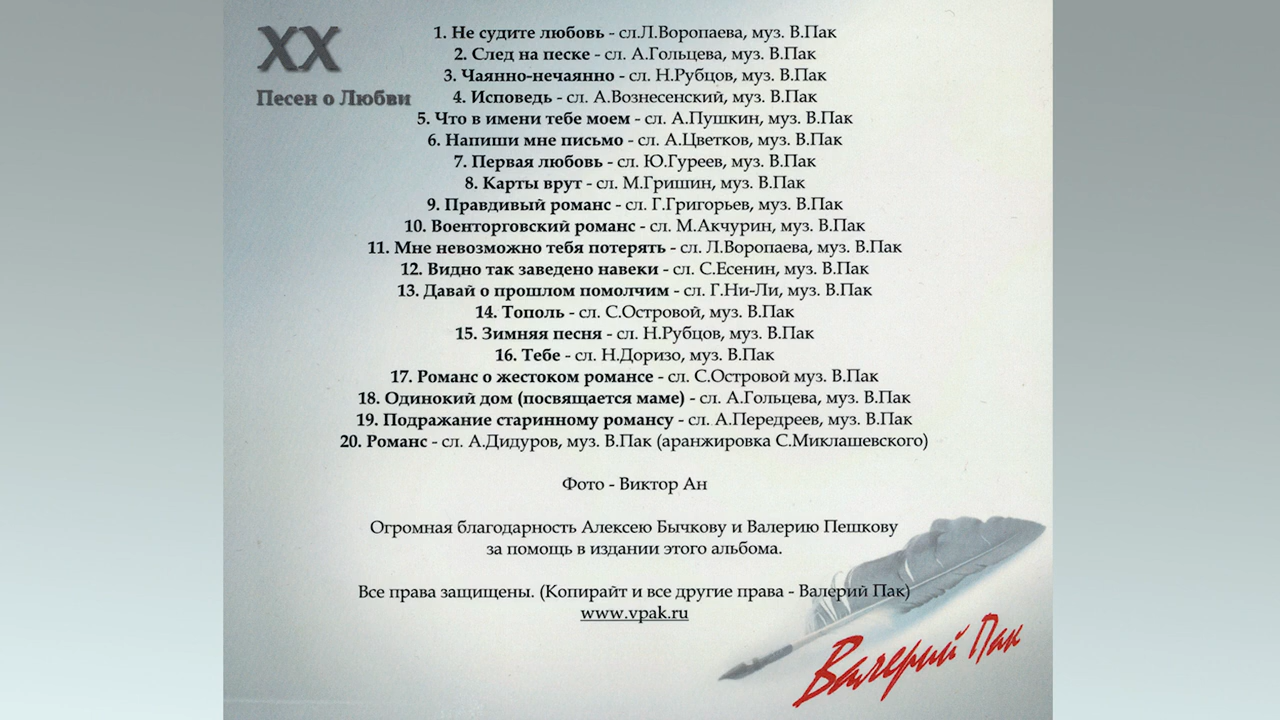 XX
Песен о Любви
1. Не судите любовь - сл.Л.Воропаева, муз. В.Пак
2. След на песке - сл. А.Гольцева, муз. В.Пак
3. Чаянно-нечаянно - сл. Н.Рубцов, муз. В.Пак
4. Исповедь - сл. А.Вознесенский, муз. В.Пак
5. Что в имени тебе моем - сл. А.Пушкин, муз. В.Пак
6. Напиши мне письмо - сл. А.Цветков, муз. В.Пак
7. Первая любовь - сл. Ю.Гуреев, муз. В.Пак
8. Карты врут - сл. М.Гришин, муз. В.Пак
9. Правдивый романс - сл. Г.Григорьев, муз. В.Пак
10. Военторговский романс - сл. М.Акчурин, муз. В.Пак
11. Мне невозможно тебя потерять - сл. Л.Воропаева, муз. В.Пак
12. Видно так заведено навеки - сл. С.Есенин, муз. В.Пак
13. Давай о прошлом помолчим - сл. Г.Ни-Ли, муз. В.Пак
14. Тополь - сл. С.Островой, муз. В.Пак
15. Зимняя песня - сл. Н.Рубцов, муз. В.Пак
16. Тебе - сл. Н.Доризо, муз. В.Пак
17. Романс о жестоком романсе - сл. С.Островой муз. В.Пак
18. Одинокий дом (посвящается маме) - сл. А.Гольцева, муз. В.Пак
19. Подражание старинному романсу - сл. А.Передреев, муз. В.Пак
20. Романс - сл. А.Дидуров, муз. В.Пак (аранжировка С.Миклашевского)
Фото - Виктор Ан
Огромная благодарность Алексею Бычкову и Валерию Пешкову
за помощь в издании этого альбома.
Все права защищены. (Копирайт и все другие права - Валерий Пак)
www.vpak.ru
Валерий Пак